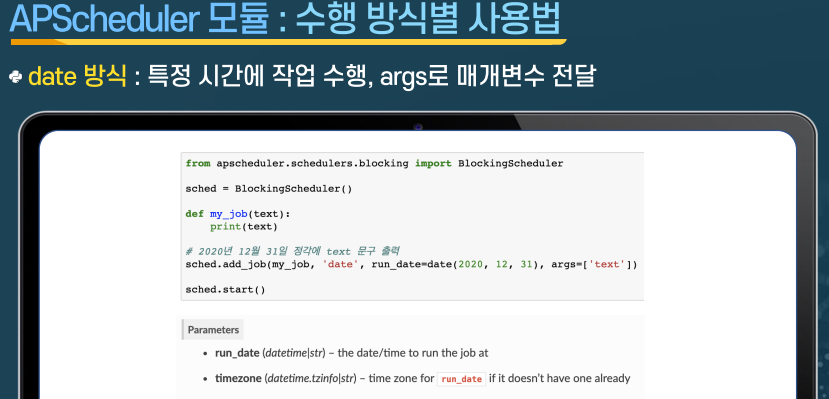 APScheduler 모듈 : 수행 방식별 사용법
date 방식 : 특정 시간에 작업 수행, args로 매개변수 전달
from apscheduler.schedulers.blocking import BlockingScheduler
sched = BlockingScheduler()
def my_job(text):
    print(text)
# 2020년 12월 31일 정각에 text 문구 출력
sched.add_job(my_job, 'date', run_date=date(2020, 12, 31), args=['text'])
sched.start()
Parameters
• run_date (datetime|str) – the date/time to run the job at
• timezone (datetime.tzinfo|str) – time zone for run_date if it doesn't have one already